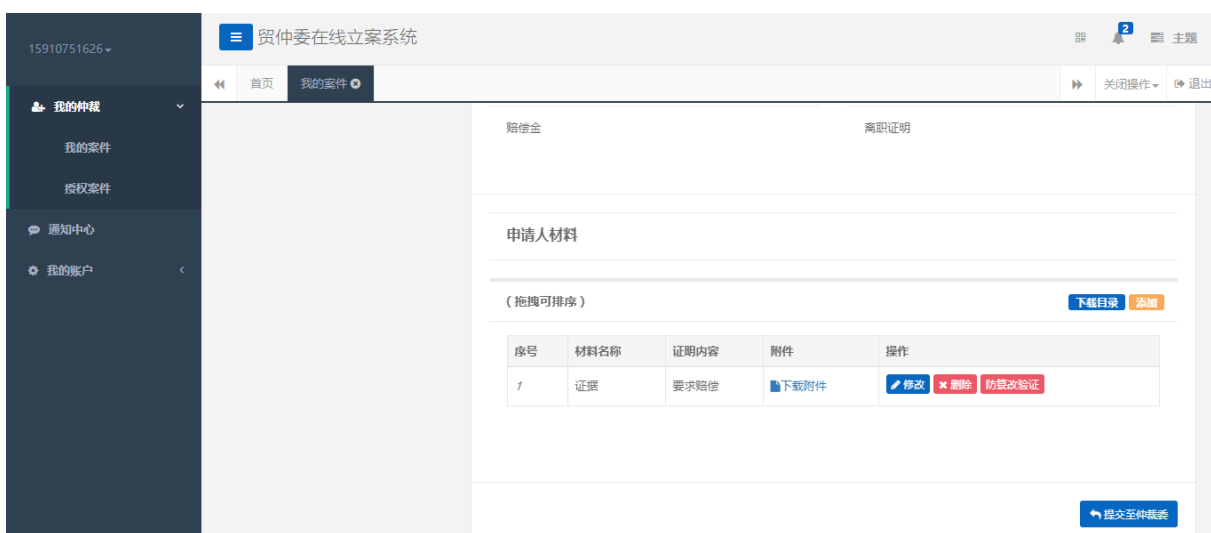 15910751626
贸仲委在线立案系统
2
主题
首页
我的案件
关闭操作
退出
我的仲裁
我的案件
授权案件
通知中心
我的账户
赔偿金
离职证明
申请人材料
（拖拽可排序）
下载目录
添加
序号 材料名称 证明内容 附件 操作
1 证据 要求赔偿 下载附件 修改 删除 防篡改验证
提交至仲裁委